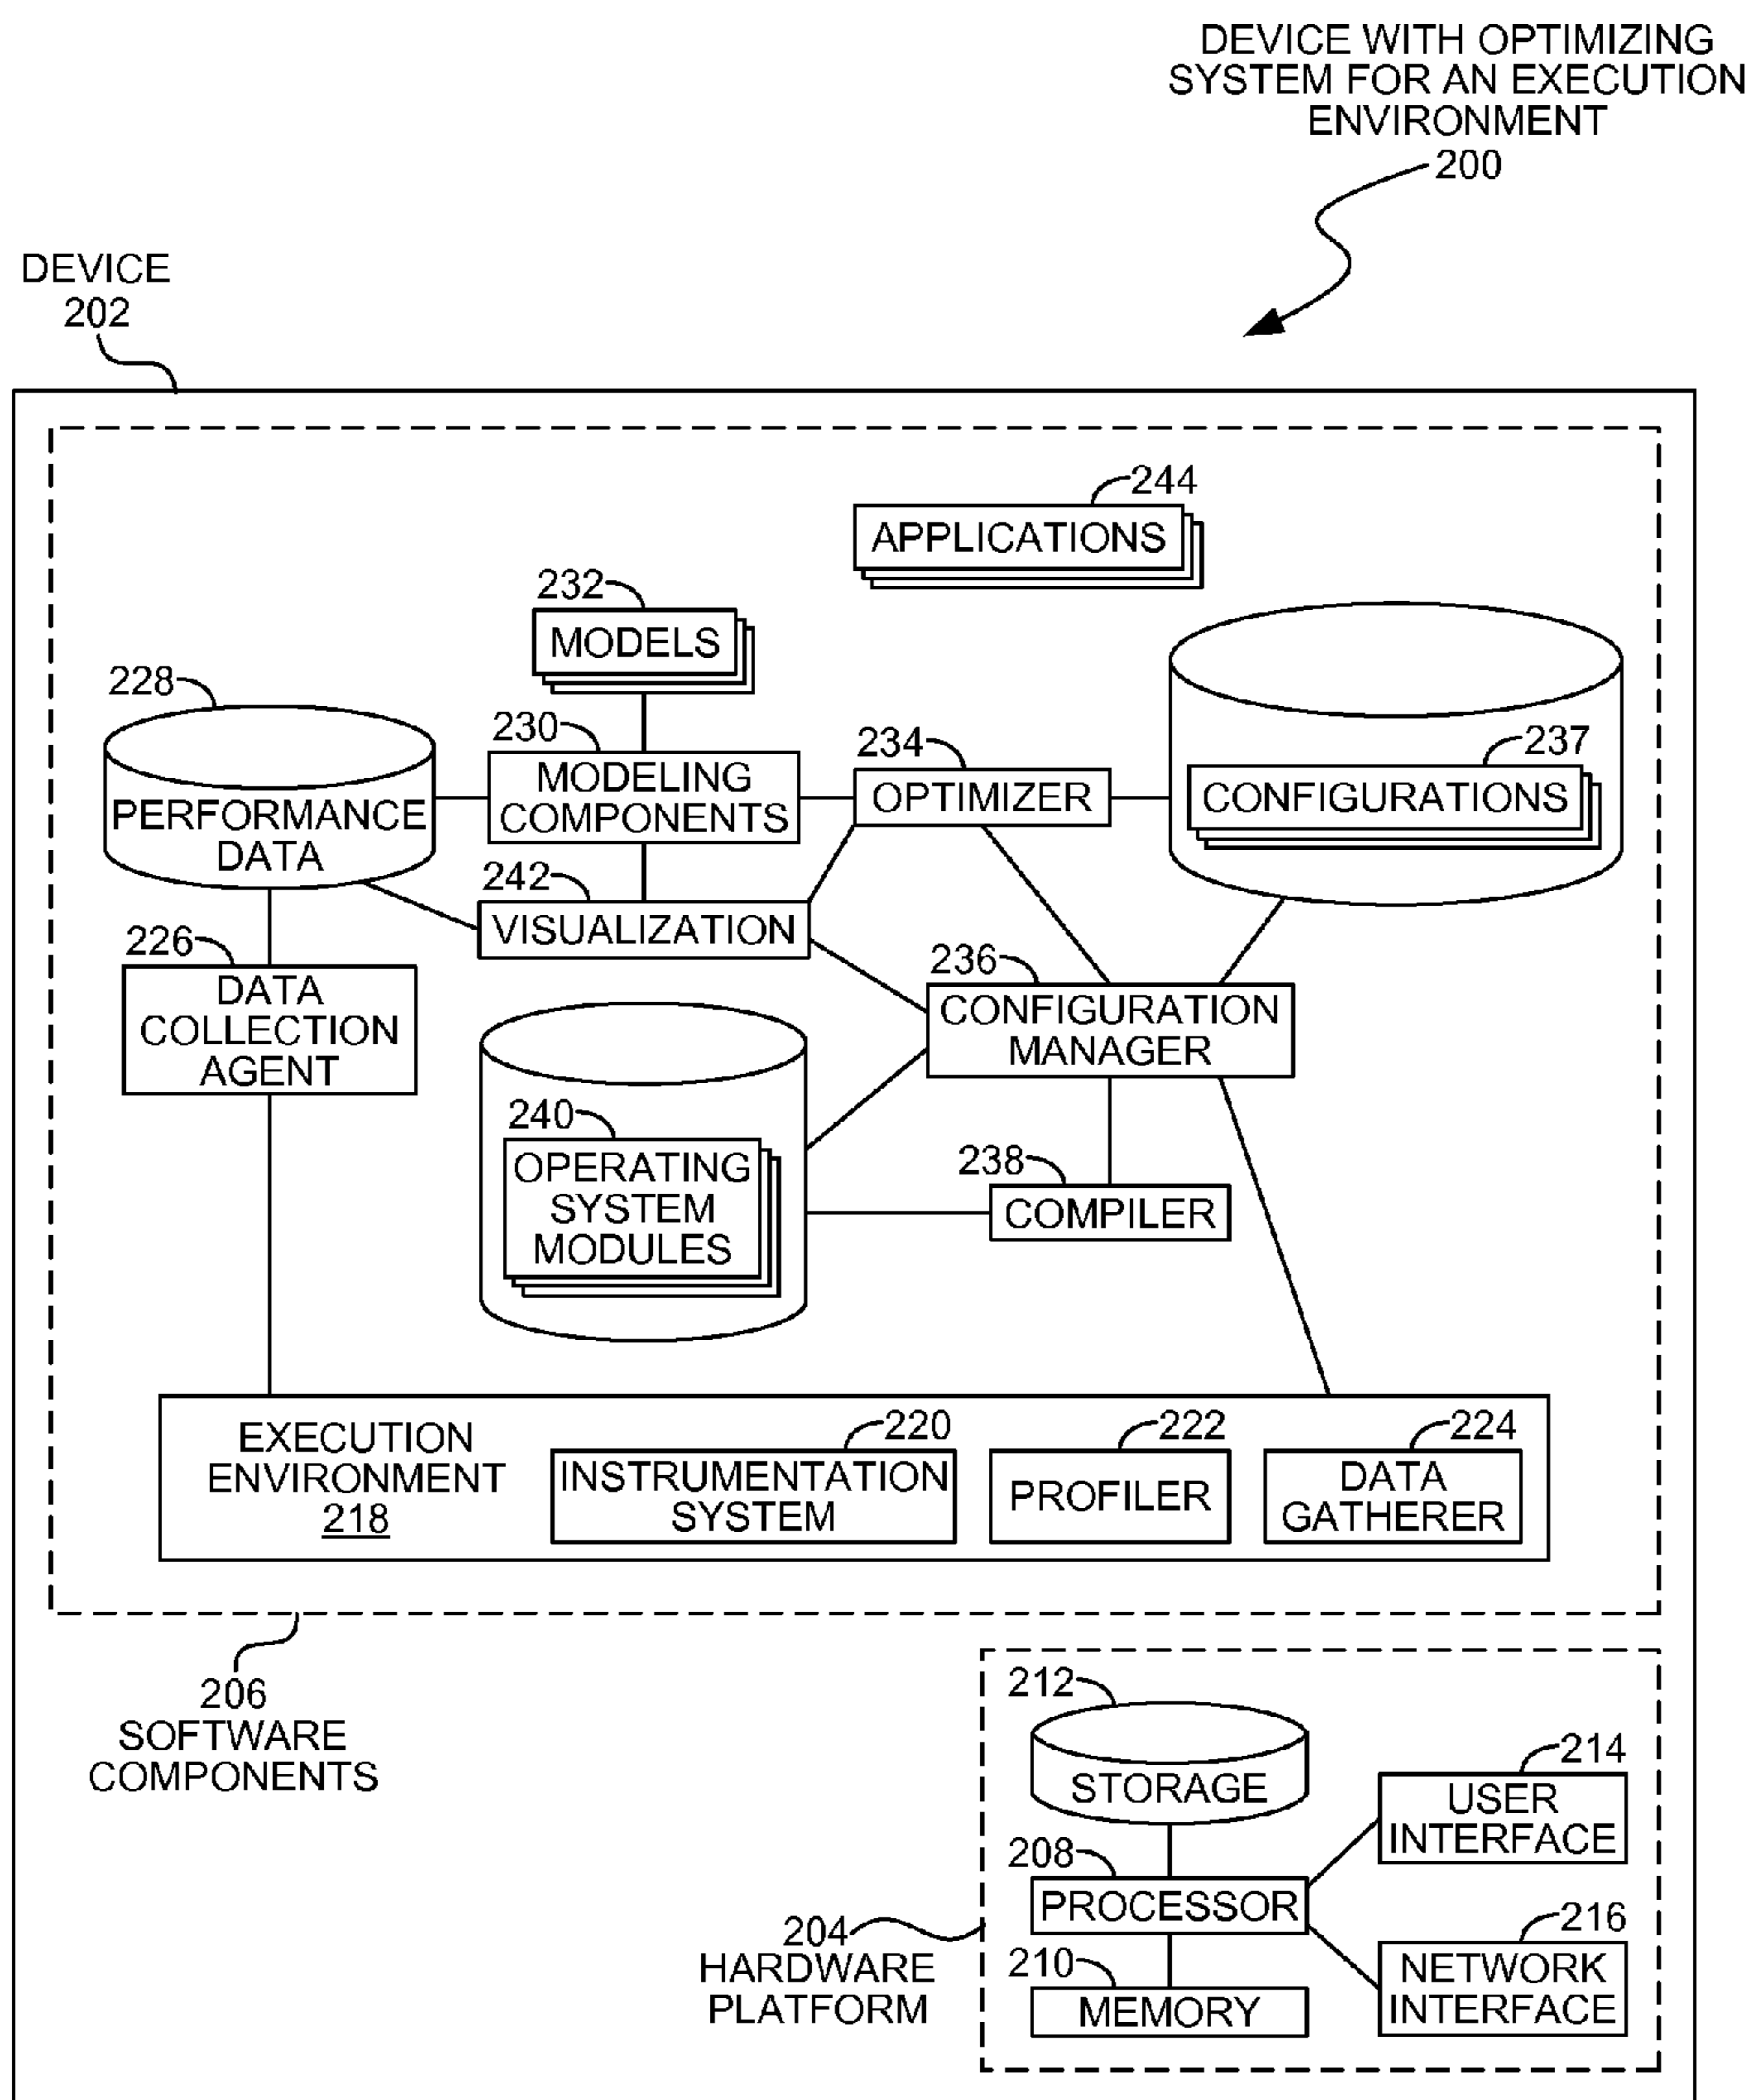 DEVICE WITH OPTIMIZING
SYSTEM FOR AN EXECUTION
ENVIRONMENT
200
DEVICE
202
244
APPLICATIONS
232
MODELS
228
PERFORMANCE
DATA
230
MODELING
COMPONENTS
234
OPTIMIZER
237
CONFIGURATIONS
242
VISUALIZATION
226
DATA
COLLECTION
AGENT
236
CONFIGURATION
MANAGER
240
OPERATING
SYSTEM
MODULES
238
COMPILER
EXECUTION
ENVIRONMENT
218
220
INSTRUMENTATION
SYSTEM
222
PROFILER
224
DATA
GATHERER
206
SOFTWARE
COMPONENTS
212
STORAGE
214
USER
INTERFACE
208
PROCESSOR
204
HARDWARE
PLATFORM
210
MEMORY
216
NETWORK
INTERFACE